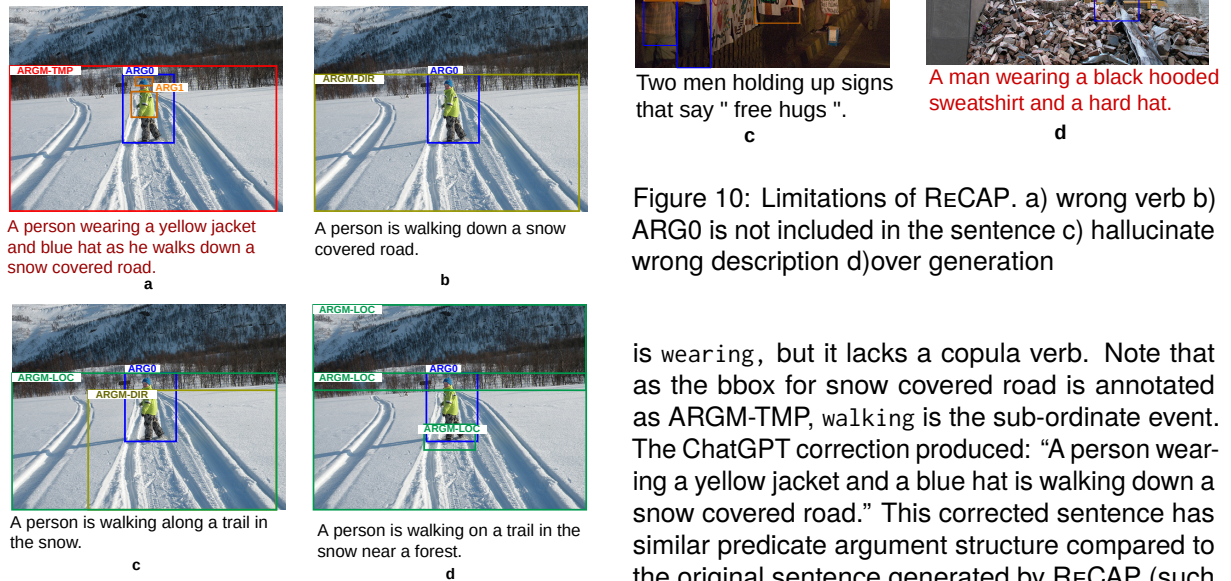 ARGM-TMP
ARG0
ARG1
A person wearing a yellow jacket
and blue hat as he walks down a
snow covered road.
a
ARGM-DIR
ARG0
A person is walking down a snow
covered road.
b
ARGM-LOC
ARG0
ARGM-DIR
A person is walking along a trail in
the snow.
c
ARGM-LOC
ARGM-LOC
ARG0
ARGM-LOC
A person is walking on a trail in the
snow near a forest.
d
Two men holding up signs
that say " free hugs ".
c
A man wearing a black hooded
sweatshirt and a hard hat.
d
Figure 10: Limitations of RECAP. a) wrong verb b)
ARG0 is not included in the sentence c) hallucinate
wrong description d)over generation
is wearing, but it lacks a copula verb. Note that
as the bbox for snow covered road is annotated
as ARGM-TMP, walking is the sub-ordinate event.
The ChatGPT correction produced: “A person wear-
ing a yellow jacket and a blue hat is walking down a
snow covered road.” This corrected sentence has
similar predicate argument structure compared to
the original sentence generated by RECAP (such